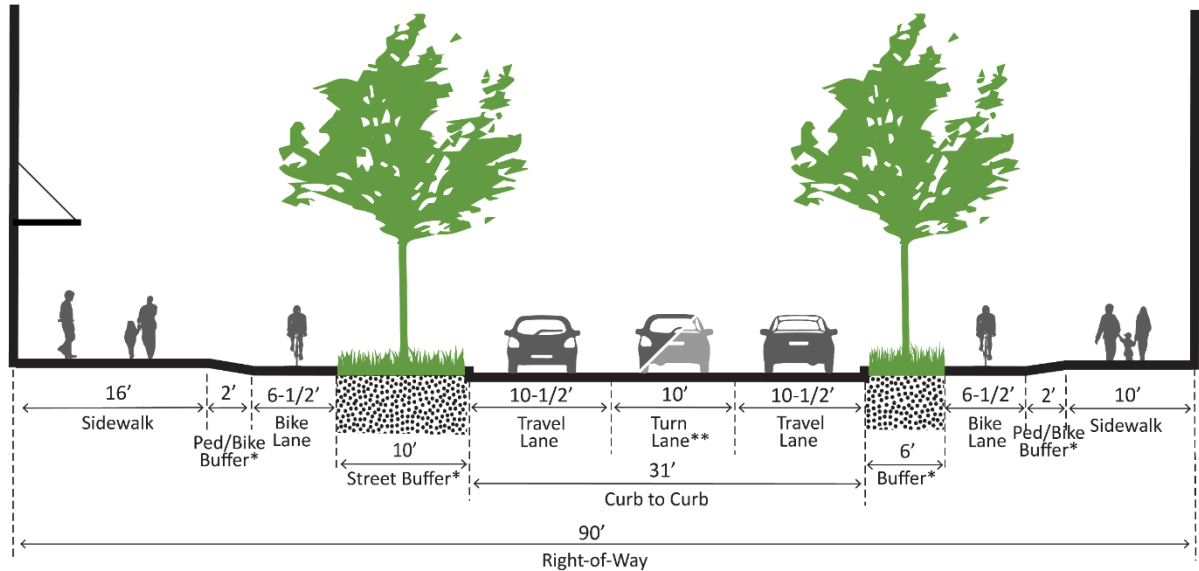 16’
2’
6-1/2’
10-1/2’
10’
10-1/2’
6-1/2’
2’
10’
Sidewalk
Ped/Bike
Buffer*
Bike
Lane
Travel
Lane
Turn
Lane**
Travel
Lane
Bike
Lane
Ped/Bike
Buffer*
Sidewalk
10’
Street Buffer*
31’
Curb to Curb
6’
Buffer*
90’
Right-of-Way